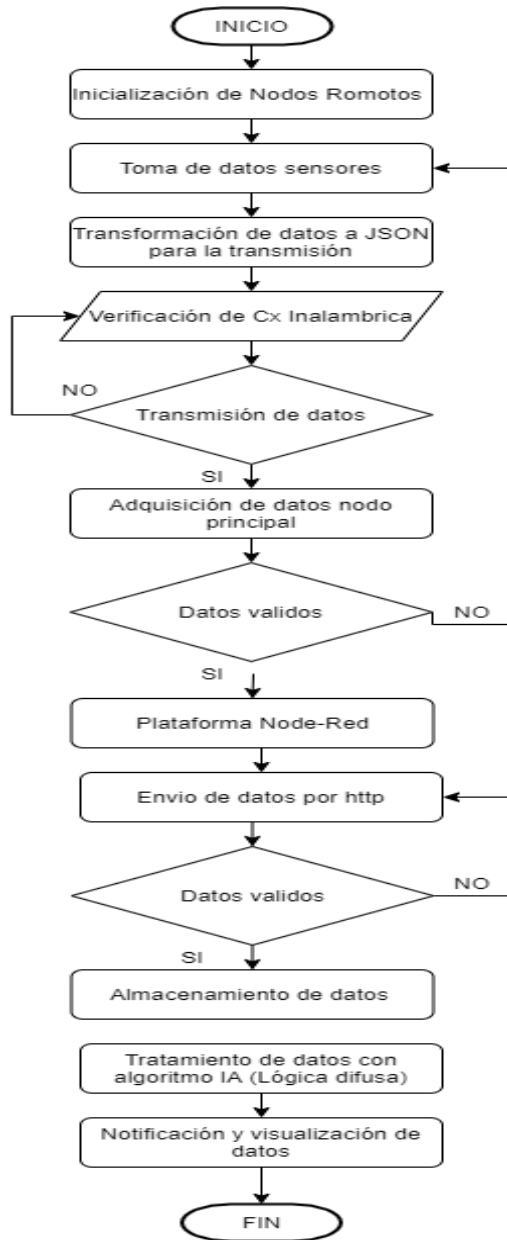 INICIO
Inicialización de Nodos Romotos
Toma de datos sensores
Transformación de datos a JSON
para la transmisión
Verificación de Cx Inalambrica
NO
Transmisión de datos
SI
Adquisición de datos nodo
principal
Datos validos
NO
SI
Plataforma Node-Red
Envio de datos por http
Datos validos
NO
SI
Almacenamiento de datos
Tratamiento de datos con
algoritmo IA (Lógica difusa)
Notificación y visualización de
datos
FIN